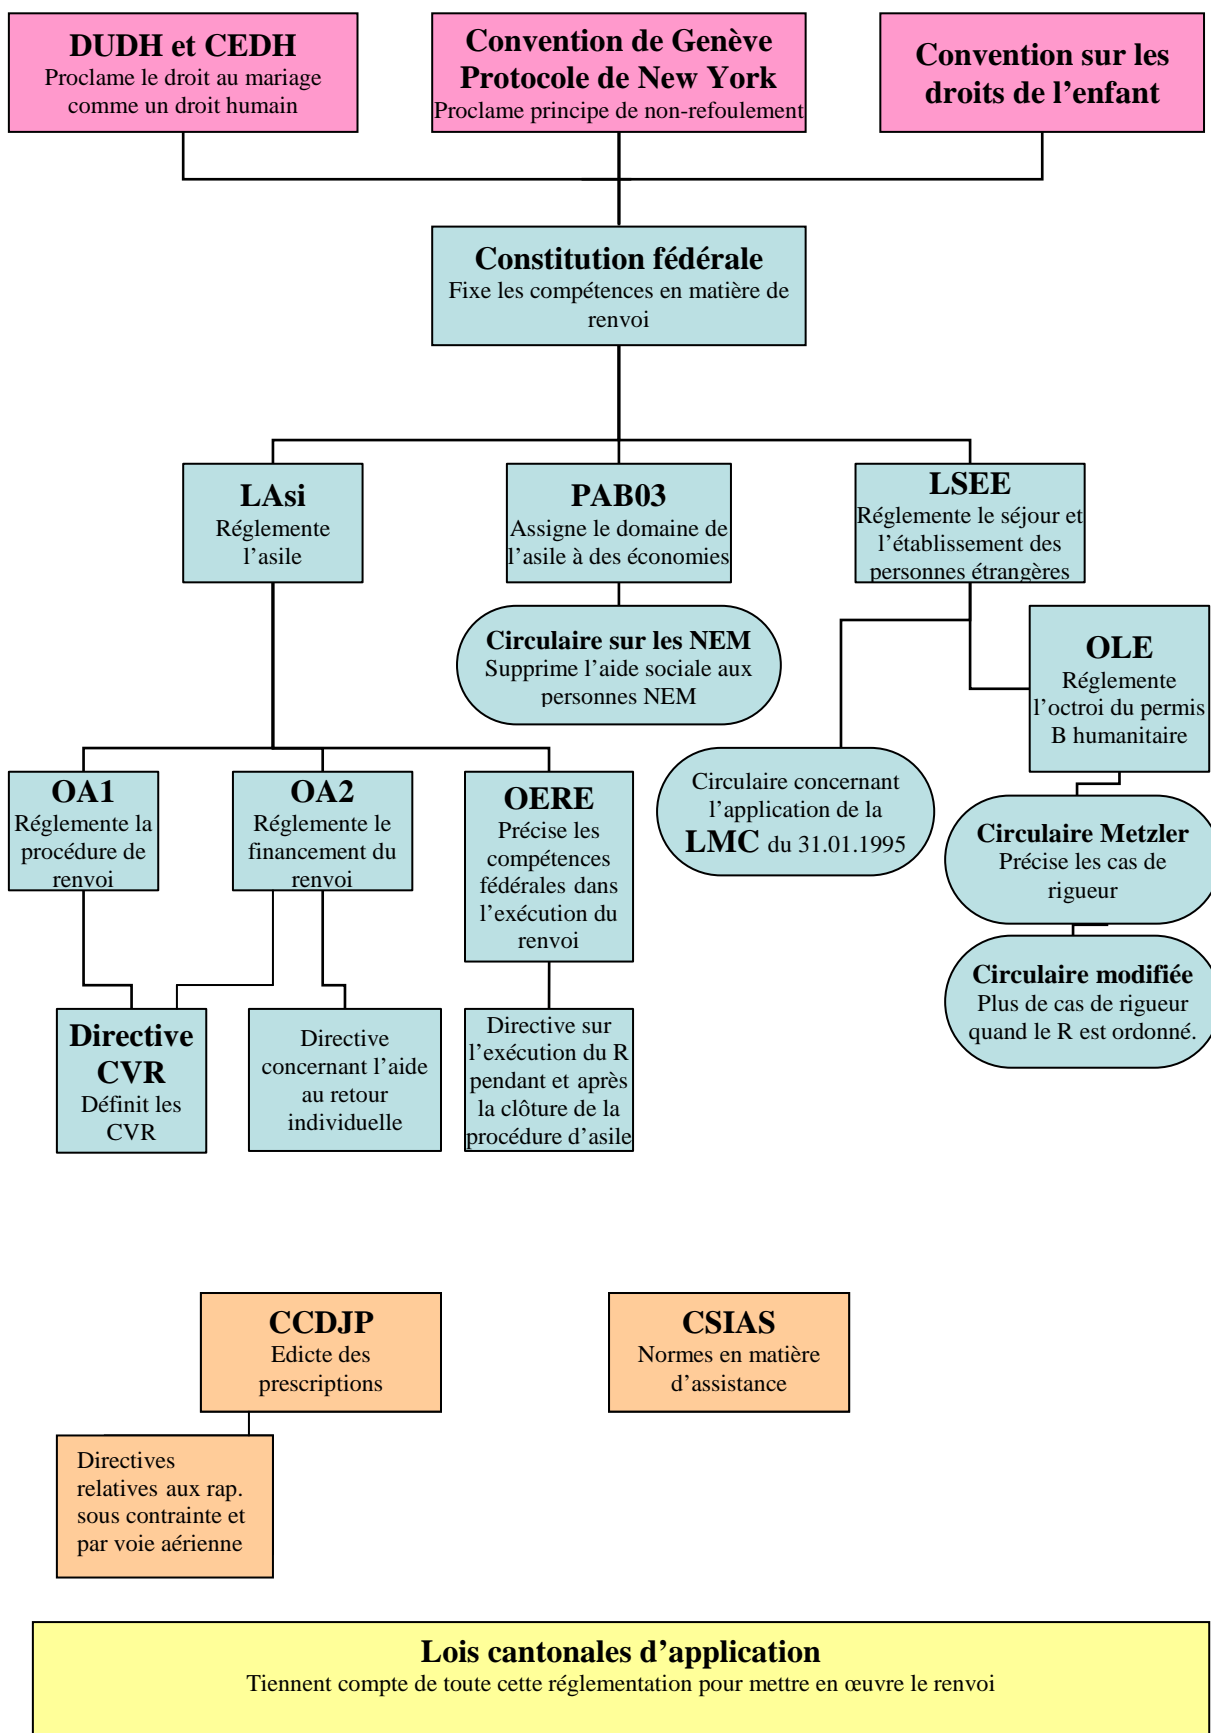 DUDH et CEDH
Proclame le droit au mariage
comme un droit humain
Convention de Genève
Protocole de New York
Proclame principe de non-refoulement
Convention sur les
droits de l’enfant
Constitution fédérale
Fixe les compétences en matière de
renvoi
LAsi
Réglemente
l’asile
PAB03
Assigne le domaine de
l’asile à des économies
LSEE
Réglemente le séjour et
l’établissement des
personnes étrangères
Circulaire sur les NEM
Supprime l’aide sociale aux
personnes NEM
OLE
Réglemente
l’octroi du permis
B humanitaire
OA1
Réglemente la
procédure de
renvoi
OA2
Réglemente le
financement du
renvoi
OERE
Précise les
compétences
fédérales dans
l’exécution du
renvoi
Circulaire concernant
l’application de la
LMC du 31.01.1995
Circulaire Metzler
Précise les cas de
rigueur
Circulaire modifiée
Plus de cas de rigueur
quand le R est ordonné.
Directive
CVR
Définit les
CVR
Directive
concernant l’aide
au retour
individuelle
Directive sur
l’exécution du R
pendant et après
la clôture de la
procédure d’asile
CCDJP
Edicte des
prescriptions
CSIAS
Normes en matière
d’assistance
Directives
relatives aux rap.
sous contrainte et
par voie aérienne
Lois cantonales d’application
Tiennent compte de toute cette réglementation pour mettre en œuvre le renvoi